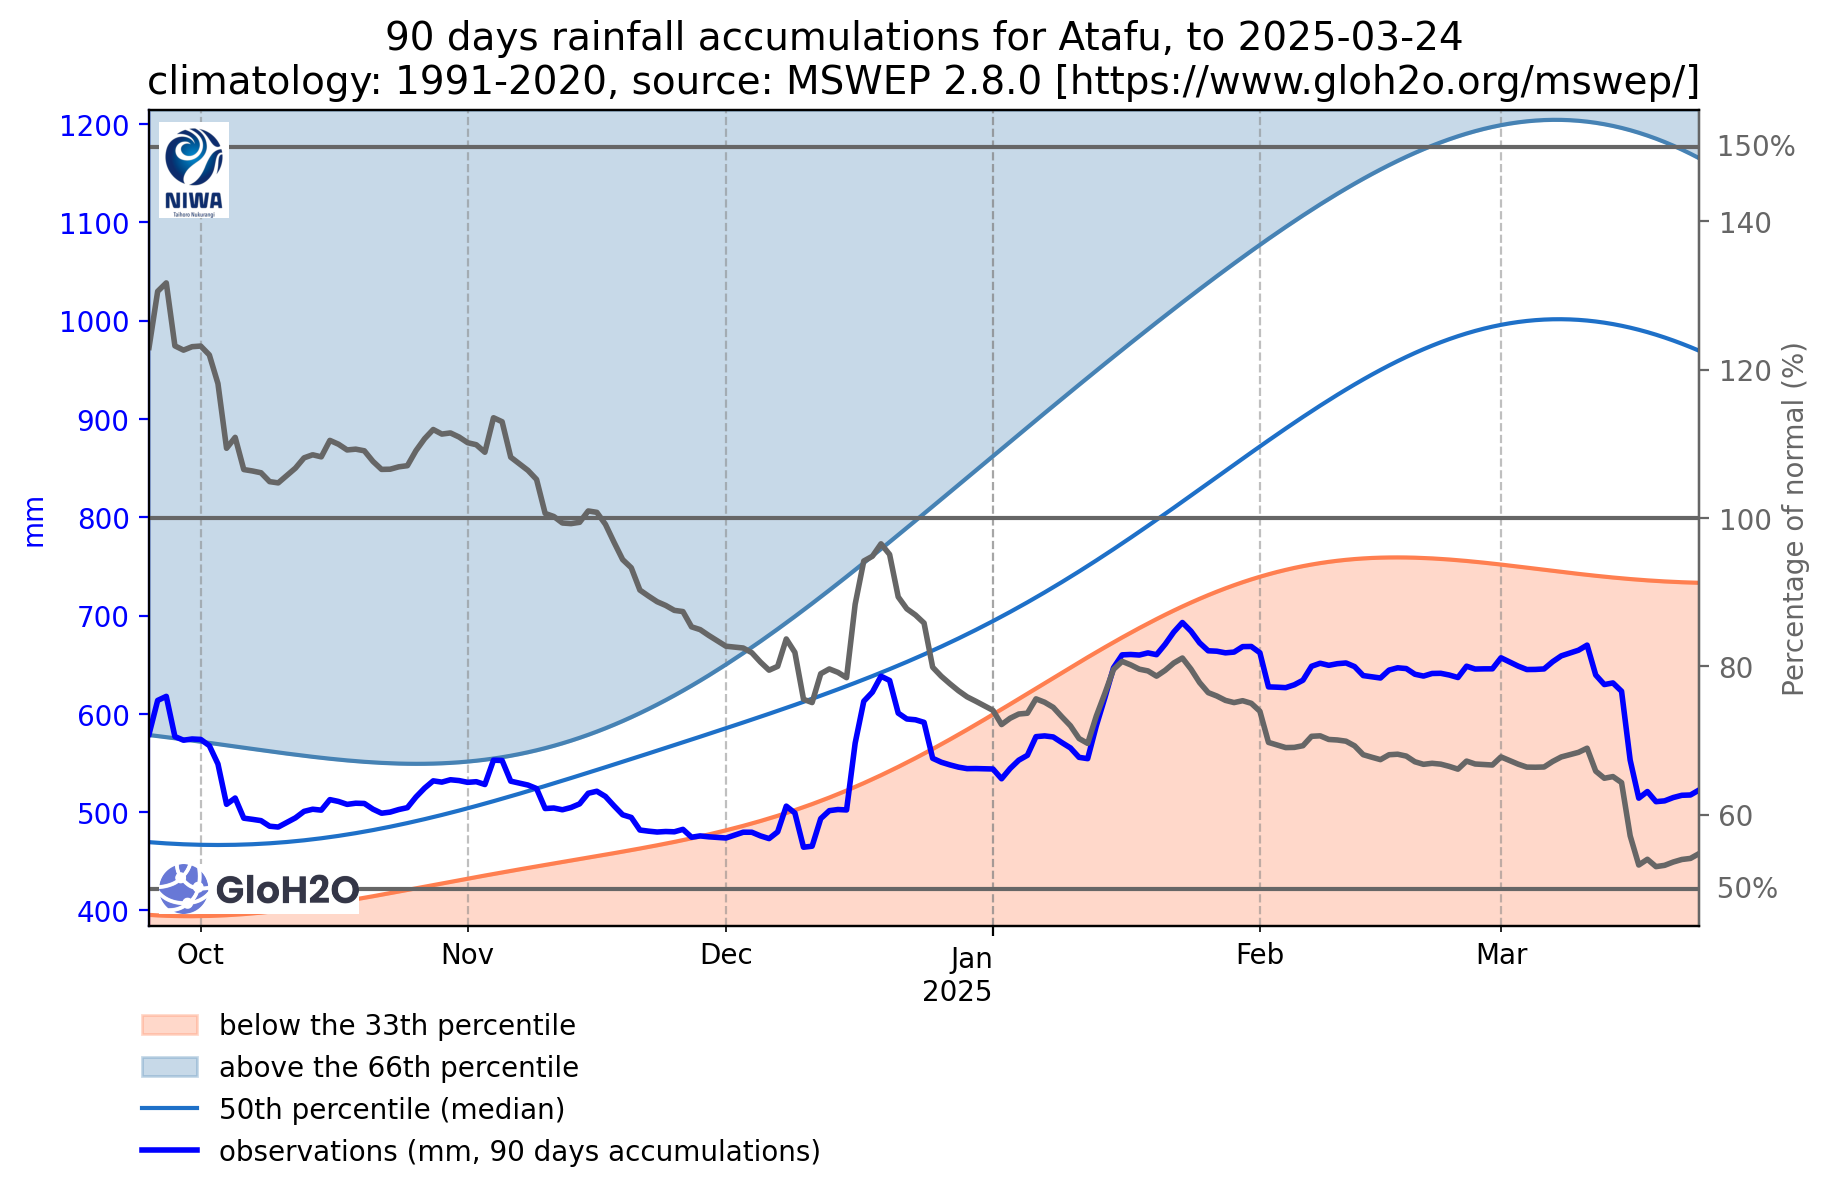 90 days rainfall accumulations for Atafu, to 2025-03-24
climatology: 1991-2020, source: MSWEP 2.8.0 [https://www.gloh2o.org/mswep/]
1200
1100
1000
900
800
700
600
500
400
mm
NIWA
Taihoro Nukurangi
GloH2O
150%
140
120
100
80
60
50%
Percentage of normal (%)
Oct
Nov
Dec
Jan
2025
Feb
Mar
below the 33th percentile
above the 66th percentile
50th percentile (median)
observations (mm, 90 days accumulations)